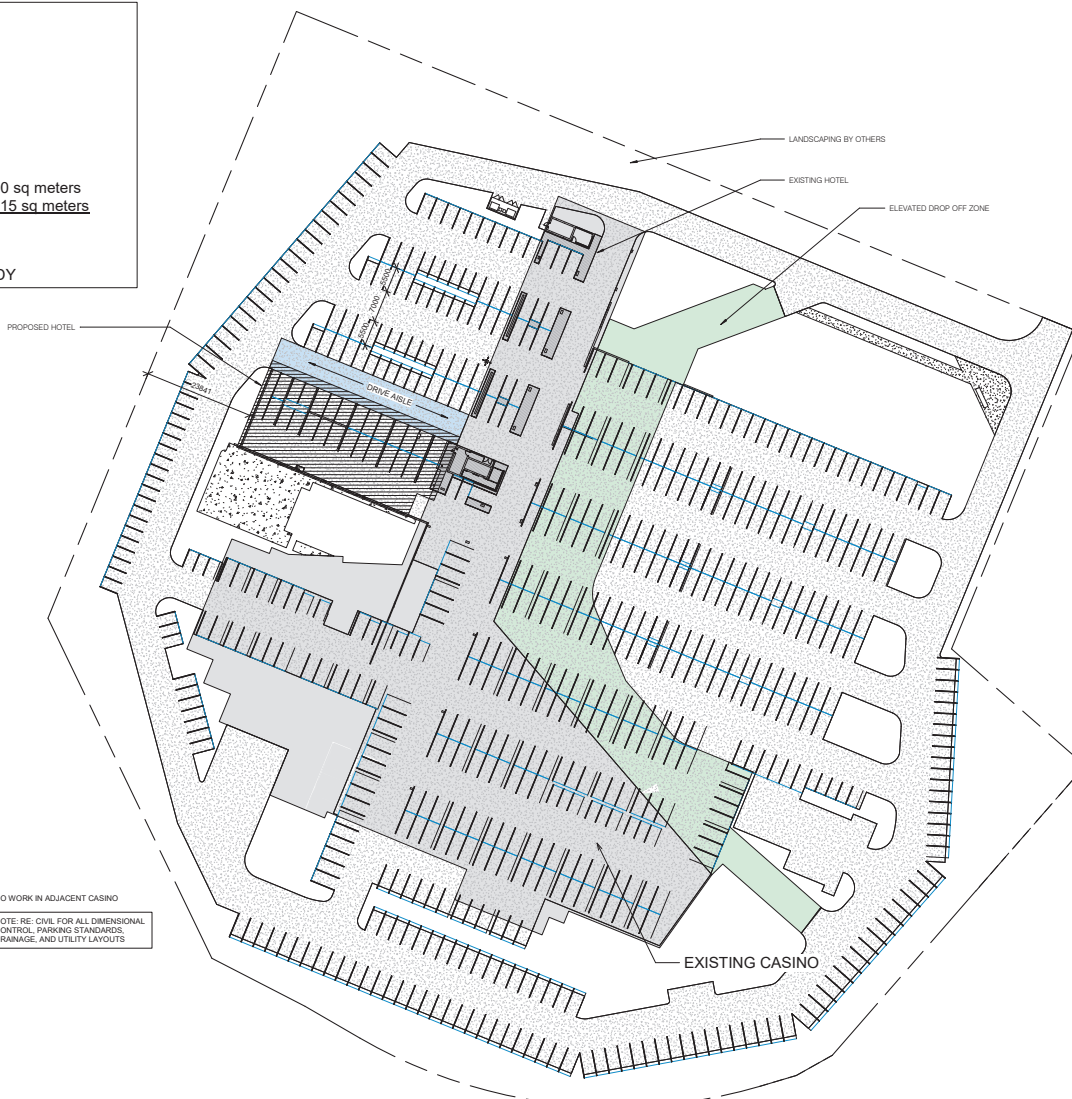 0 sq meters
15 sq meters
DY
LANDSCAPING BY OTHERS
EXISTING HOTEL
ELEVATED DROP OFF ZONE
PROPOSED HOTEL
5500
7000
5500
DRIVE AISLE
23841
O WORK IN ADJACENT CASINO
OTE: RE: CIVIL FOR ALL DIMENSIONAL
ONTROL, PARKING STANDARDS,
RAINAGE, AND UTILITY LAYOUTS
EXISTING CASINO